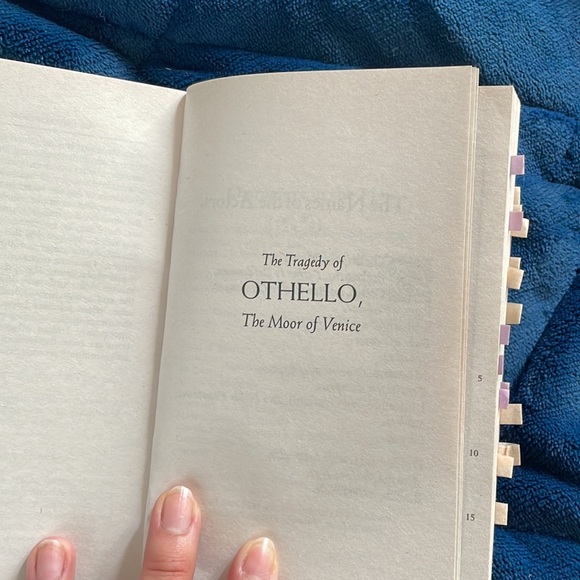 The Tragedy of
OTHELLO,
The Moor of Venice
5
10
15